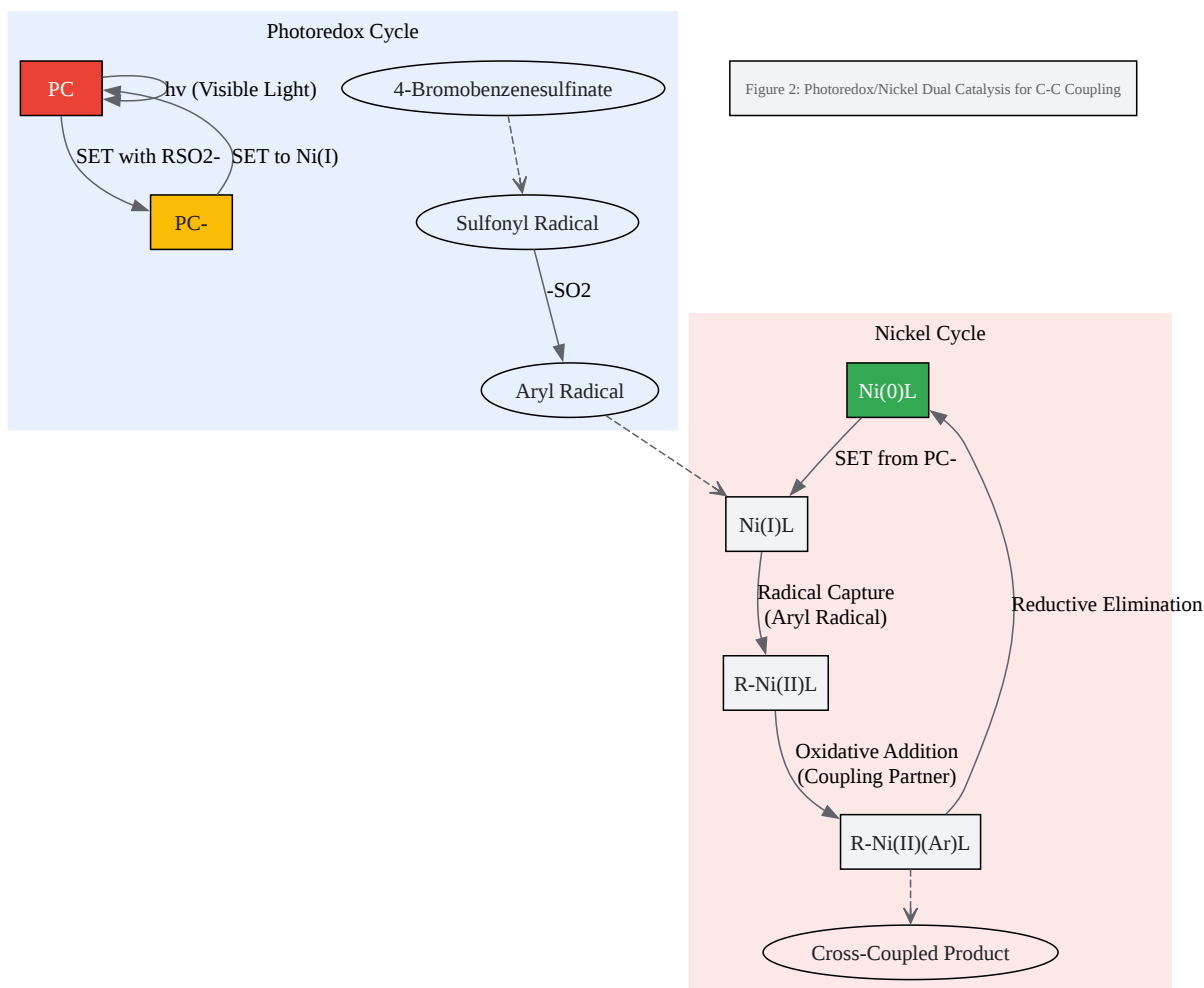 Photoredox Cycle
PC
hv (Visible Light)
4-Bromobenzenesulfinate
Figure 2: Photoredox/Nickel Dual Catalysis for C-C Coupling
SET with RSO2-
SET to Ni(I)
PC-
Sulfonyl Radical
-SO2
Aryl Radical
Nickel Cycle
Ni(0)L
SET from PC-
Ni(I)L
Radical Capture
(Aryl Radical)
Reductive Elimination
R-Ni(II)L
Oxidative Addition
(Coupling Partner)
R-Ni(II)(Ar)L
Cross-Coupled Product